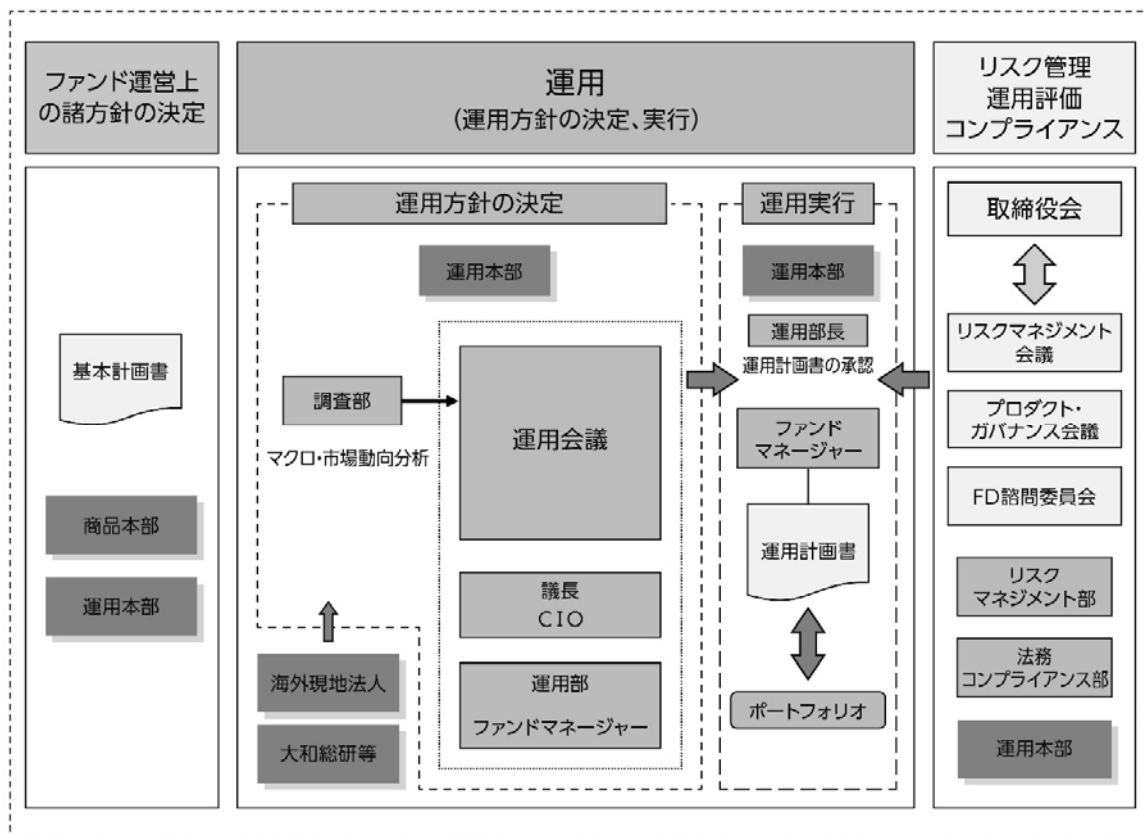 ファンド運営上
の諸方針の決定
運用
(運用方針の決定、実行)
リスク管理
運用評価
コンプライアンス
基本計画書
商品本部
運用本部
運用方針の決定
運用本部
調査部
マクロ・市場動向分析
運用会議
議長
CIO
運用部
ファンドマネージャー
海外現地法人
大和総研等
運用実行
運用本部
運用部長
運用計画書の承認
ファンド
マネージャー
運用計画書
ポートフォリオ
取締役会
リスクマネジメント
会議
プロダクト・
ガバナンス会議
FD諮問委員会
リスク
マネジメント部
法務
コンプライアンス部
運用本部